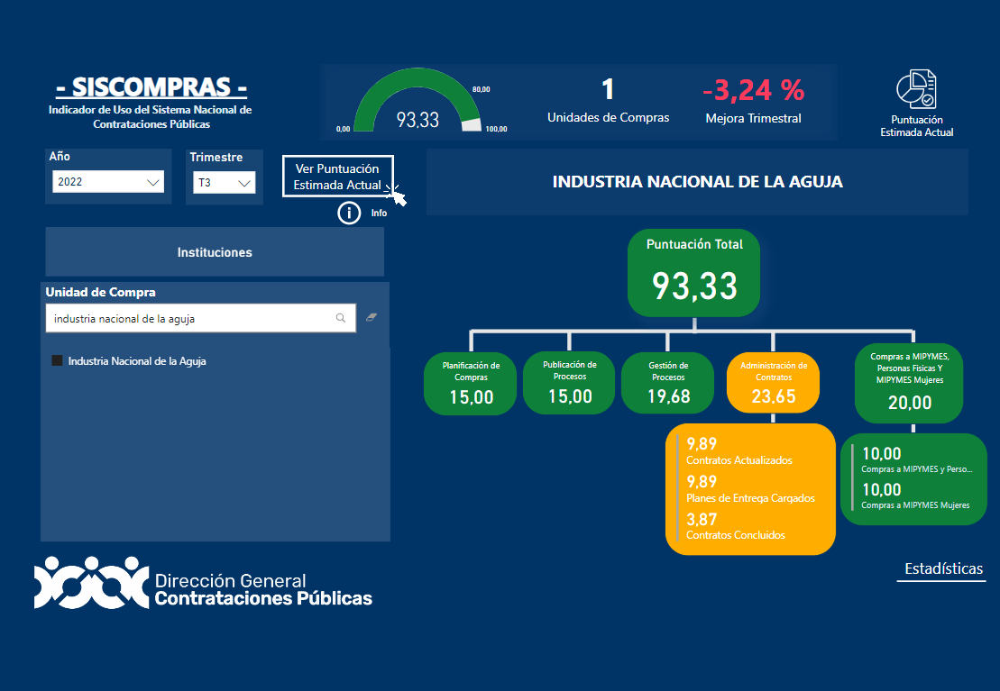 - SISCOMPRAS -
Indicador de Uso del Sistema Nacional de
Contrataciones Públicas
80,00
0,00
93,33
100,00
1
Unidades de Compras
-3,24 %
Mejora Trimestral
Puntuación
Estimada Actual
Año
2022
Trimestre
T3
Ver Puntuación
Estimada Actual
Info
INDUSTRIA NACIONAL DE LA AGUJA
Instituciones
Unidad de Compra
industria nacional de la aguja
Industria Nacional de la Aguja
Puntuación Total
93,33
Planificación de
Compras
15,00
Publicación de
Procesos
15,00
Gestión de
Procesos
19,68
Administración de
Contratos
23,65
Compras a MIPYMES,
Personas Fisicas Y
MIPYMES Mujeres
20,00
9,89
Contratos Actualizados
9,89
Planes de Entrega Cargados
3,87
Contratos Concluidos
10,00
Compras a MIPYMES y Perso...
10,00
Compras a MIPYMES Mujeres
Estadísticas
Dirección General
Contrataciones Públicas